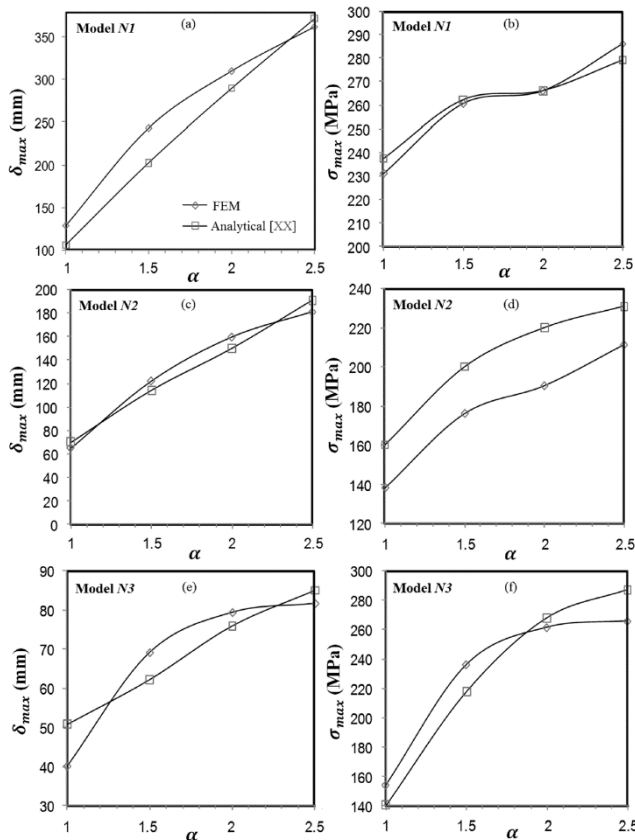 Model N1 (a)
δmax (mm)
350
300
250
200
150
100
FEM
Analytical [XX]
1 1.5 2 2.5
α
Model N1 (b)
σmax (MPa)
300
290
280
270
260
250
240
230
220
210
200
1 1.5 2 2.5
α
Model N2 (c)
δmax (mm)
200
180
160
140
120
100
80
60
40
20
0
1 1.5 2 2.5
α
Model N2 (d)
σmax (MPa)
240
220
200
180
160
140
120
1 1.5 2 2.5
α
Model N3 (e)
δmax (mm)
90
80
70
60
50
40
30
1 1.5 2 2.5
α
Model N3 (f)
σmax (MPa)
300
280
260
240
220
200
180
160
140
1 1.5 2 2.5
α